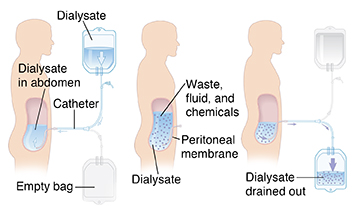 Dialysate
Dialysate
in abdomen
Catheter
Empty bag
Waste,
fluid, and
chemicals
Peritoneal
membrane
Dialysate
Dialysate
drained out